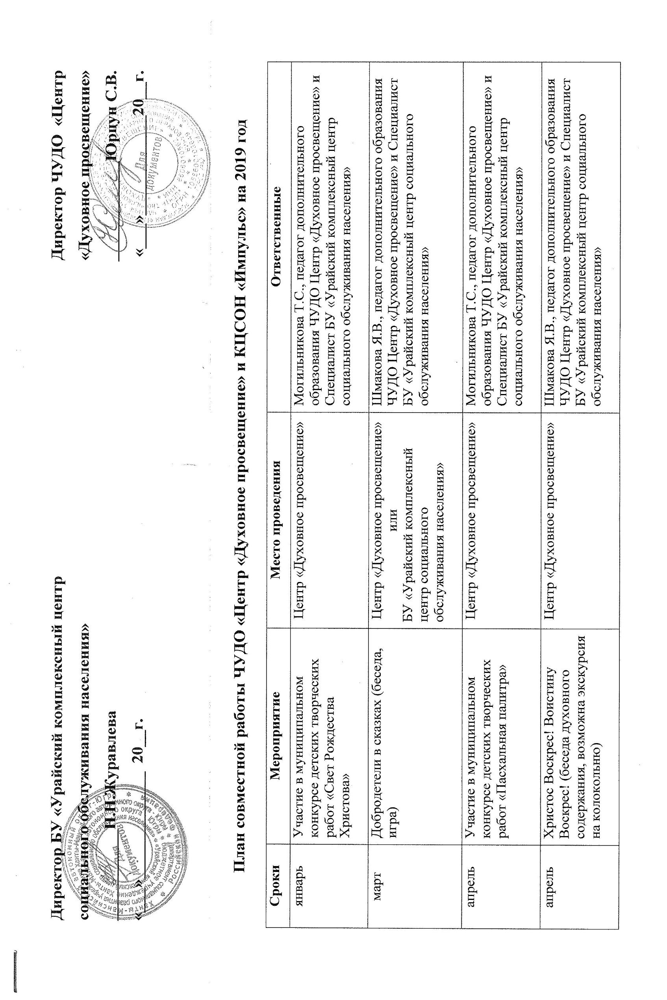 Директор БУ «Урайский комплексный центр
социального обслуживания населения»
Н.Н.Журавлева
« » 20 г.
Директор ЧУДО «Центр
«Духовное просвещение»
Юрцун С.В.
« » 20 г.
Для
документов
Для
документов
План совместной работы ЧУДО «Центр «Духовное просвещение» и КЦСОН «Импульс» на 2019 год
Сроки
Мероприятие
Место проведения
Ответственные
январь
Участие в муниципальном
конкурсе детских творческих
работ «Свет Рождества
Христова»
Центр «Духовное просвещение»
Могильникова Т.С., педагог дополнительного
образования ЧУДО Центр «Духовное просвещение» и
Специалист БУ «Урайский комплексный центр
социального обслуживания населения»
март
Добродетели в сказках (беседа,
игра)
Центр «Духовное просвещение»
или
БУ «Урайский комплексный
центр социального
обслуживания населения»
Шмакова Я.В., педагог дополнительного образования
ЧУДО Центр «Духовное просвещение» и Специалист
БУ «Урайский комплексный центр социального
обслуживания населения»
апрель
Участие в муниципальном
конкурсе детских творческих
работ «Пасхальная палитра»
Центр «Духовное просвещение»
Могильникова Т.С., педагог дополнительного
образования ЧУДО Центр «Духовное просвещение» и
Специалист БУ «Урайский комплексный центр
социального обслуживания населения»
апрель
Христос Воскрес! Воистину
Воскрес! (беседа духовного
содержания, возможна экскурсия
на колокольню)
Центр «Духовное просвещение»
Шмакова Я.В., педагог дополнительного образования
ЧУДО Центр «Духовное просвещение» и Специалист
БУ «Урайский комплексный центр социального
обслуживания населения»